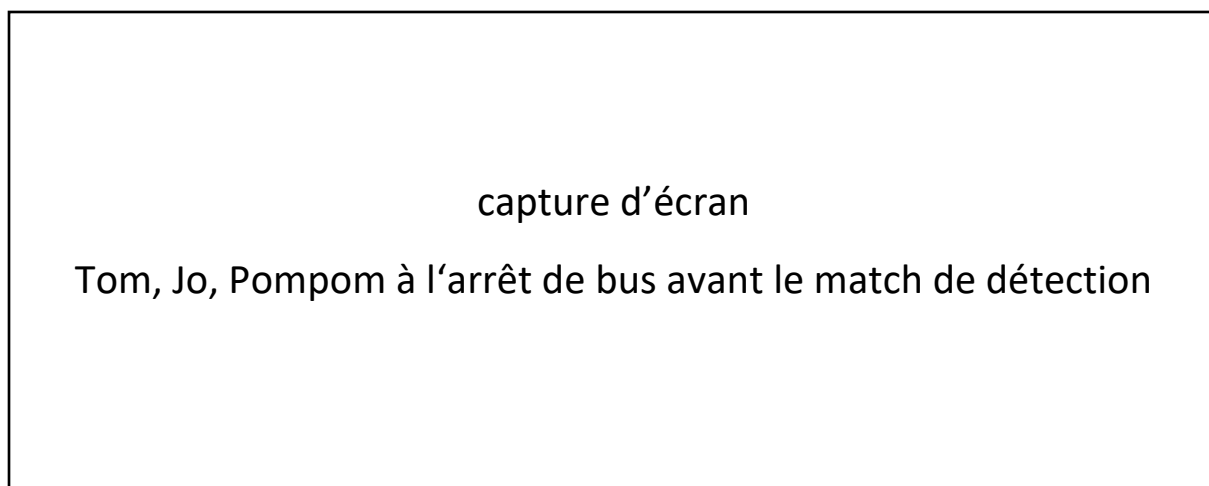 capture d’écran
Tom, Jo, Pompom à l‘arrêt de bus avant le match de détection